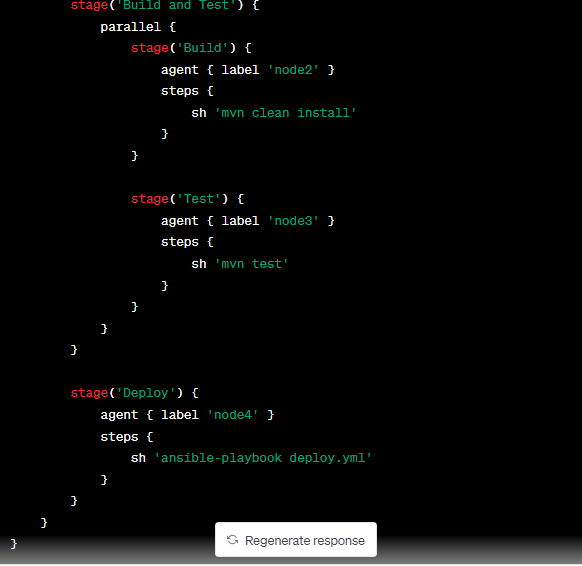 stage('Build and Test') {
parallel {
stage('Build') {
agent { label 'node2' }
steps {
sh 'mvn clean install'
}
}
stage('Test') {
agent { label 'node3' }
steps {
sh 'mvn test'
}
}
}
}
stage('Deploy') {
agent { label 'node4' }
steps {
sh 'ansible-playbook deploy.yml'
}
}
}
}
Regenerate response